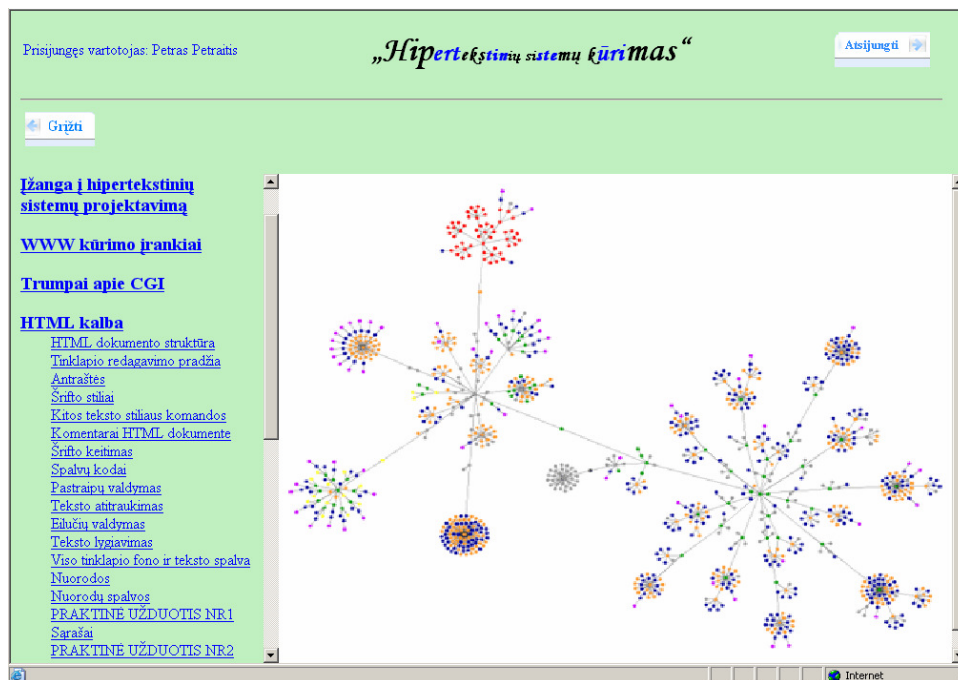 Prisijungęs vartotojas: Petras Petraitis
„Hipertekstinių sistemų kūrimas“
Atsijungti
Grįžti
Įžanga į hipertekstinių
sistemų projektavimą
WWW kūrimo įrankiai
Trumpai apie CGI
HTML kalba
HTML dokumento struktūra
Tinklapio redagavimo pradžia
Antraštės
Šrifto stiliai
Kitos teksto stiliaus komandos
Komentarai HTML dokumente
Šrifto keitimas
Spalvų kodai
Pastraipų valdymas
Teksto atitraukimas
Eilučių valdymas
Teksto lygiavimas
Viso tinklapio fono ir teksto spalva
Nuorodos
Nuorodų spalvos
PRAKTINĖ UŽDUOTIS NR1
Sąrašai
PRAKTINĖ UŽDUOTIS NR2
Internet